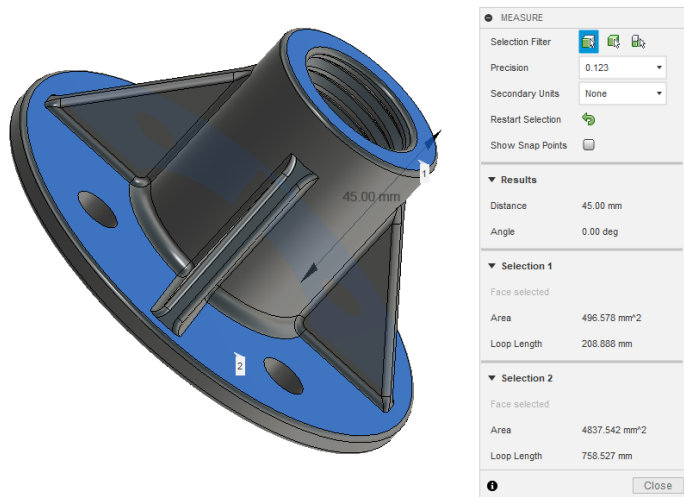 MEASURE
Selection Filter
Precision 0.123
Secondary Units None
Restart Selection
Show Snap Points
Results
Distance 45.00 mm
Angle 0.00 deg
Selection 1
Face selected
Area 496.578 mm^2
Loop Length 208.888 mm
Selection 2
Face selected
Area 4837.542 mm^2
Loop Length 758.527 mm
Close
1
45.00 mm
2